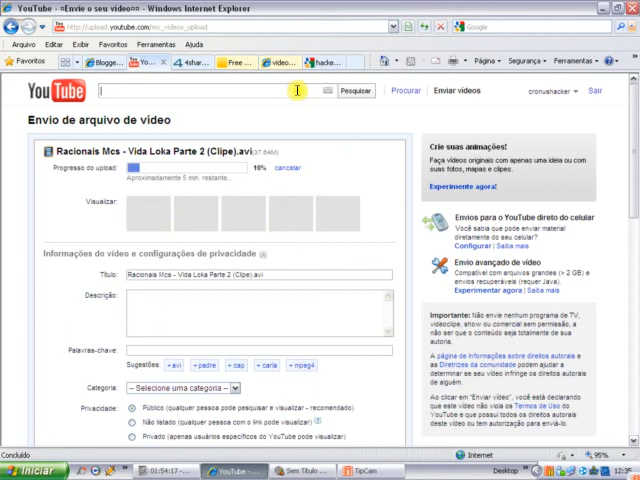 YouTube - ¤Envie o seu vídeo¤¤ - Windows Internet Explorer
http://upload.youtube.com/my_videos_upload
Google
Arquivo Editar Exibir Favoritos Ferramentas Ajuda
Favoritos Blogge... Yo... 4shar... Free ... video... hacke... Página Segurança Ferramentas
YouTube Pesquisar Procurar Enviar vídeos cronushacker Sair
Envio de arquivo de vídeo
Racionais Mcs - Vida Loka Parte 2 (Clipe).avi (37.64M)
Progresso do upload: 10% cancelar
Aproximadamente 5 min. restante...
Visualizar:
Informações do vídeo e configurações de privacidade
Título: Racionais Mcs - Vida Loka Parte 2 (Clipe).avi
Descrição:
Palavras-chave:
Sugestões: +avi +padre +cap +carla +mpeg4
Categoria: -- Selecione uma categoria --
Privacidade: Público (qualquer pessoa pode pesquisar e visualizar - recomendado)
Não listado (qualquer pessoa com o link pode visualizar)
Privado (apenas usuários específicos do YouTube pode visualizar)
Crie suas animações!
Faça vídeos originais com apenas uma ideia ou com
suas fotos, mapas e clipes.
Experimente agora!
Envios para o YouTube direto do celular
Você sabia que pode enviar material
diretamente do seu celular?
Configurar | Saiba mais
Envio avançado de vídeo
Compatível com arquivos grandes (> 2 GB) e
envios recuperáveis (requer Java).
Experimentar agora | Saiba mais
Importante: Não envie nenhum programa de TV,
videoclipe, show ou comercial sem permissão, a
não ser que o conteúdo seja totalmente de sua
autoria.
A página de informações sobre direitos autorais e
as Diretrizes da comunidade podem ajudar a
determinar se seu vídeo infringe os direitos autorais
de alguém.
Ao clicar em "Enviar vídeo", você está declarando
que este vídeo não viola os Termos de Uso do
YouTube e que possui todos os direitos autorais
deste vídeo ou tem autorização para enviá-lo.
Concluído Internet 95%
Iniciar 01:54:17 -... YouTube - ... Sem Título ... TipCam Desktop